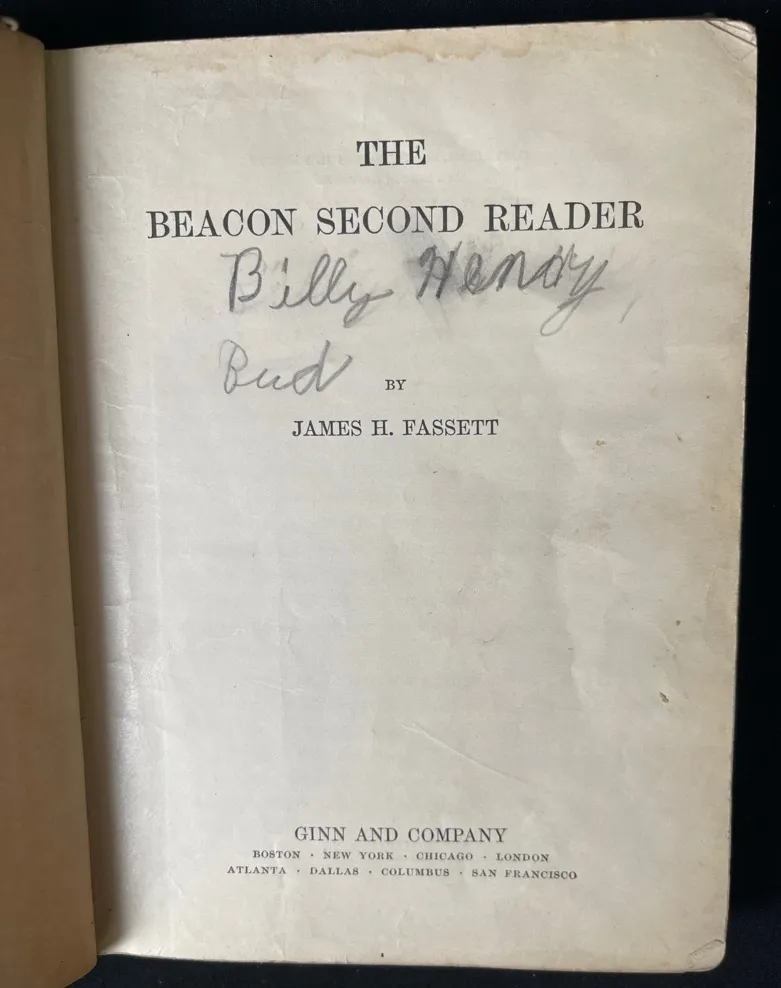 THE
BEACON SECOND READER
Billy Handy
Bud
BY
JAMES H. FASSETT
GINN AND COMPANY
BOSTON · NEW YORK · CHICAGO · LONDON
ATLANTA · DALLAS · COLUMBUS · SAN FRANCISCO